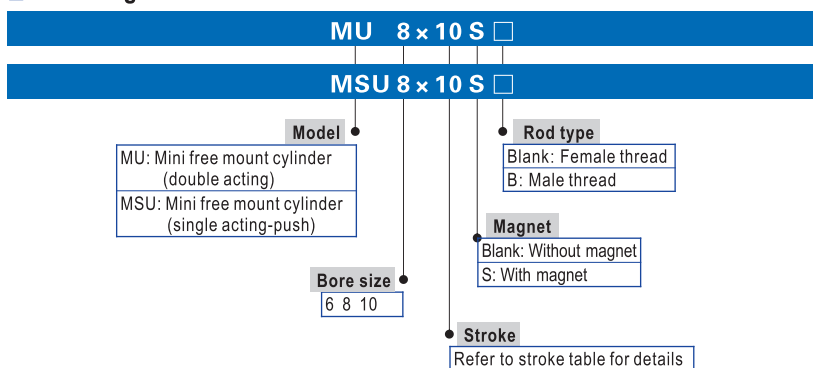 MU 8×10 S □
MSU 8×10 S □
Model
MU: Mini free mount cylinder
(double acting)
MSU: Mini free mount cylinder
(single acting-push)
Rod type
Blank: Female thread
B: Male thread
Magnet
Blank: Without magnet
S: With magnet
Bore size
6 8 10
Stroke
Refer to stroke table for details